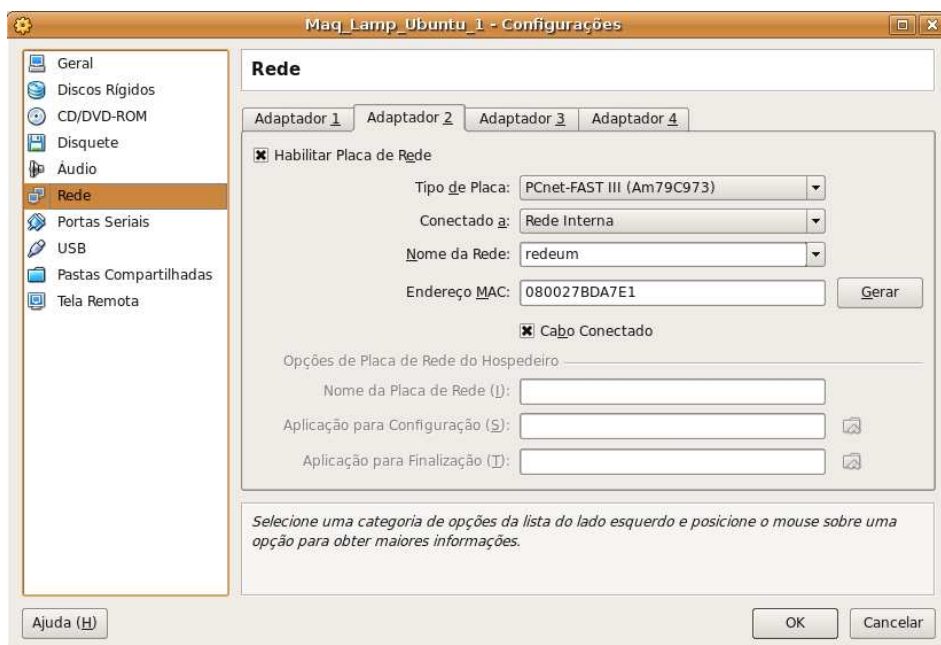 Maq_Lamp_Ubuntu_1 - Configurações
Geral
Discos Rígidos
CD/DVD-ROM
Disquete
Áudio
Rede
Portas Seriais
USB
Pastas Compartilhadas
Tela Remota
Rede
Adaptador 1 Adaptador 2 Adaptador 3 Adaptador 4
Habilitar Placa de Rede
Tipo de Placa: PCnet-FAST III (Am79C973)
Conectado a: Rede Interna
Nome da Rede: redeum
Endereço MAC: 080027BDA7E1 Gerar
Cabo Conectado
Opções de Placa de Rede do Hospedeiro
Nome da Placa de Rede (I):
Aplicação para Configuração (S):
Aplicação para Finalização (T):
Selecione uma categoria de opções da lista do lado esquerdo e posicione o mouse sobre uma
opção para obter maiores informações.
Ajuda (H) OK Cancelar